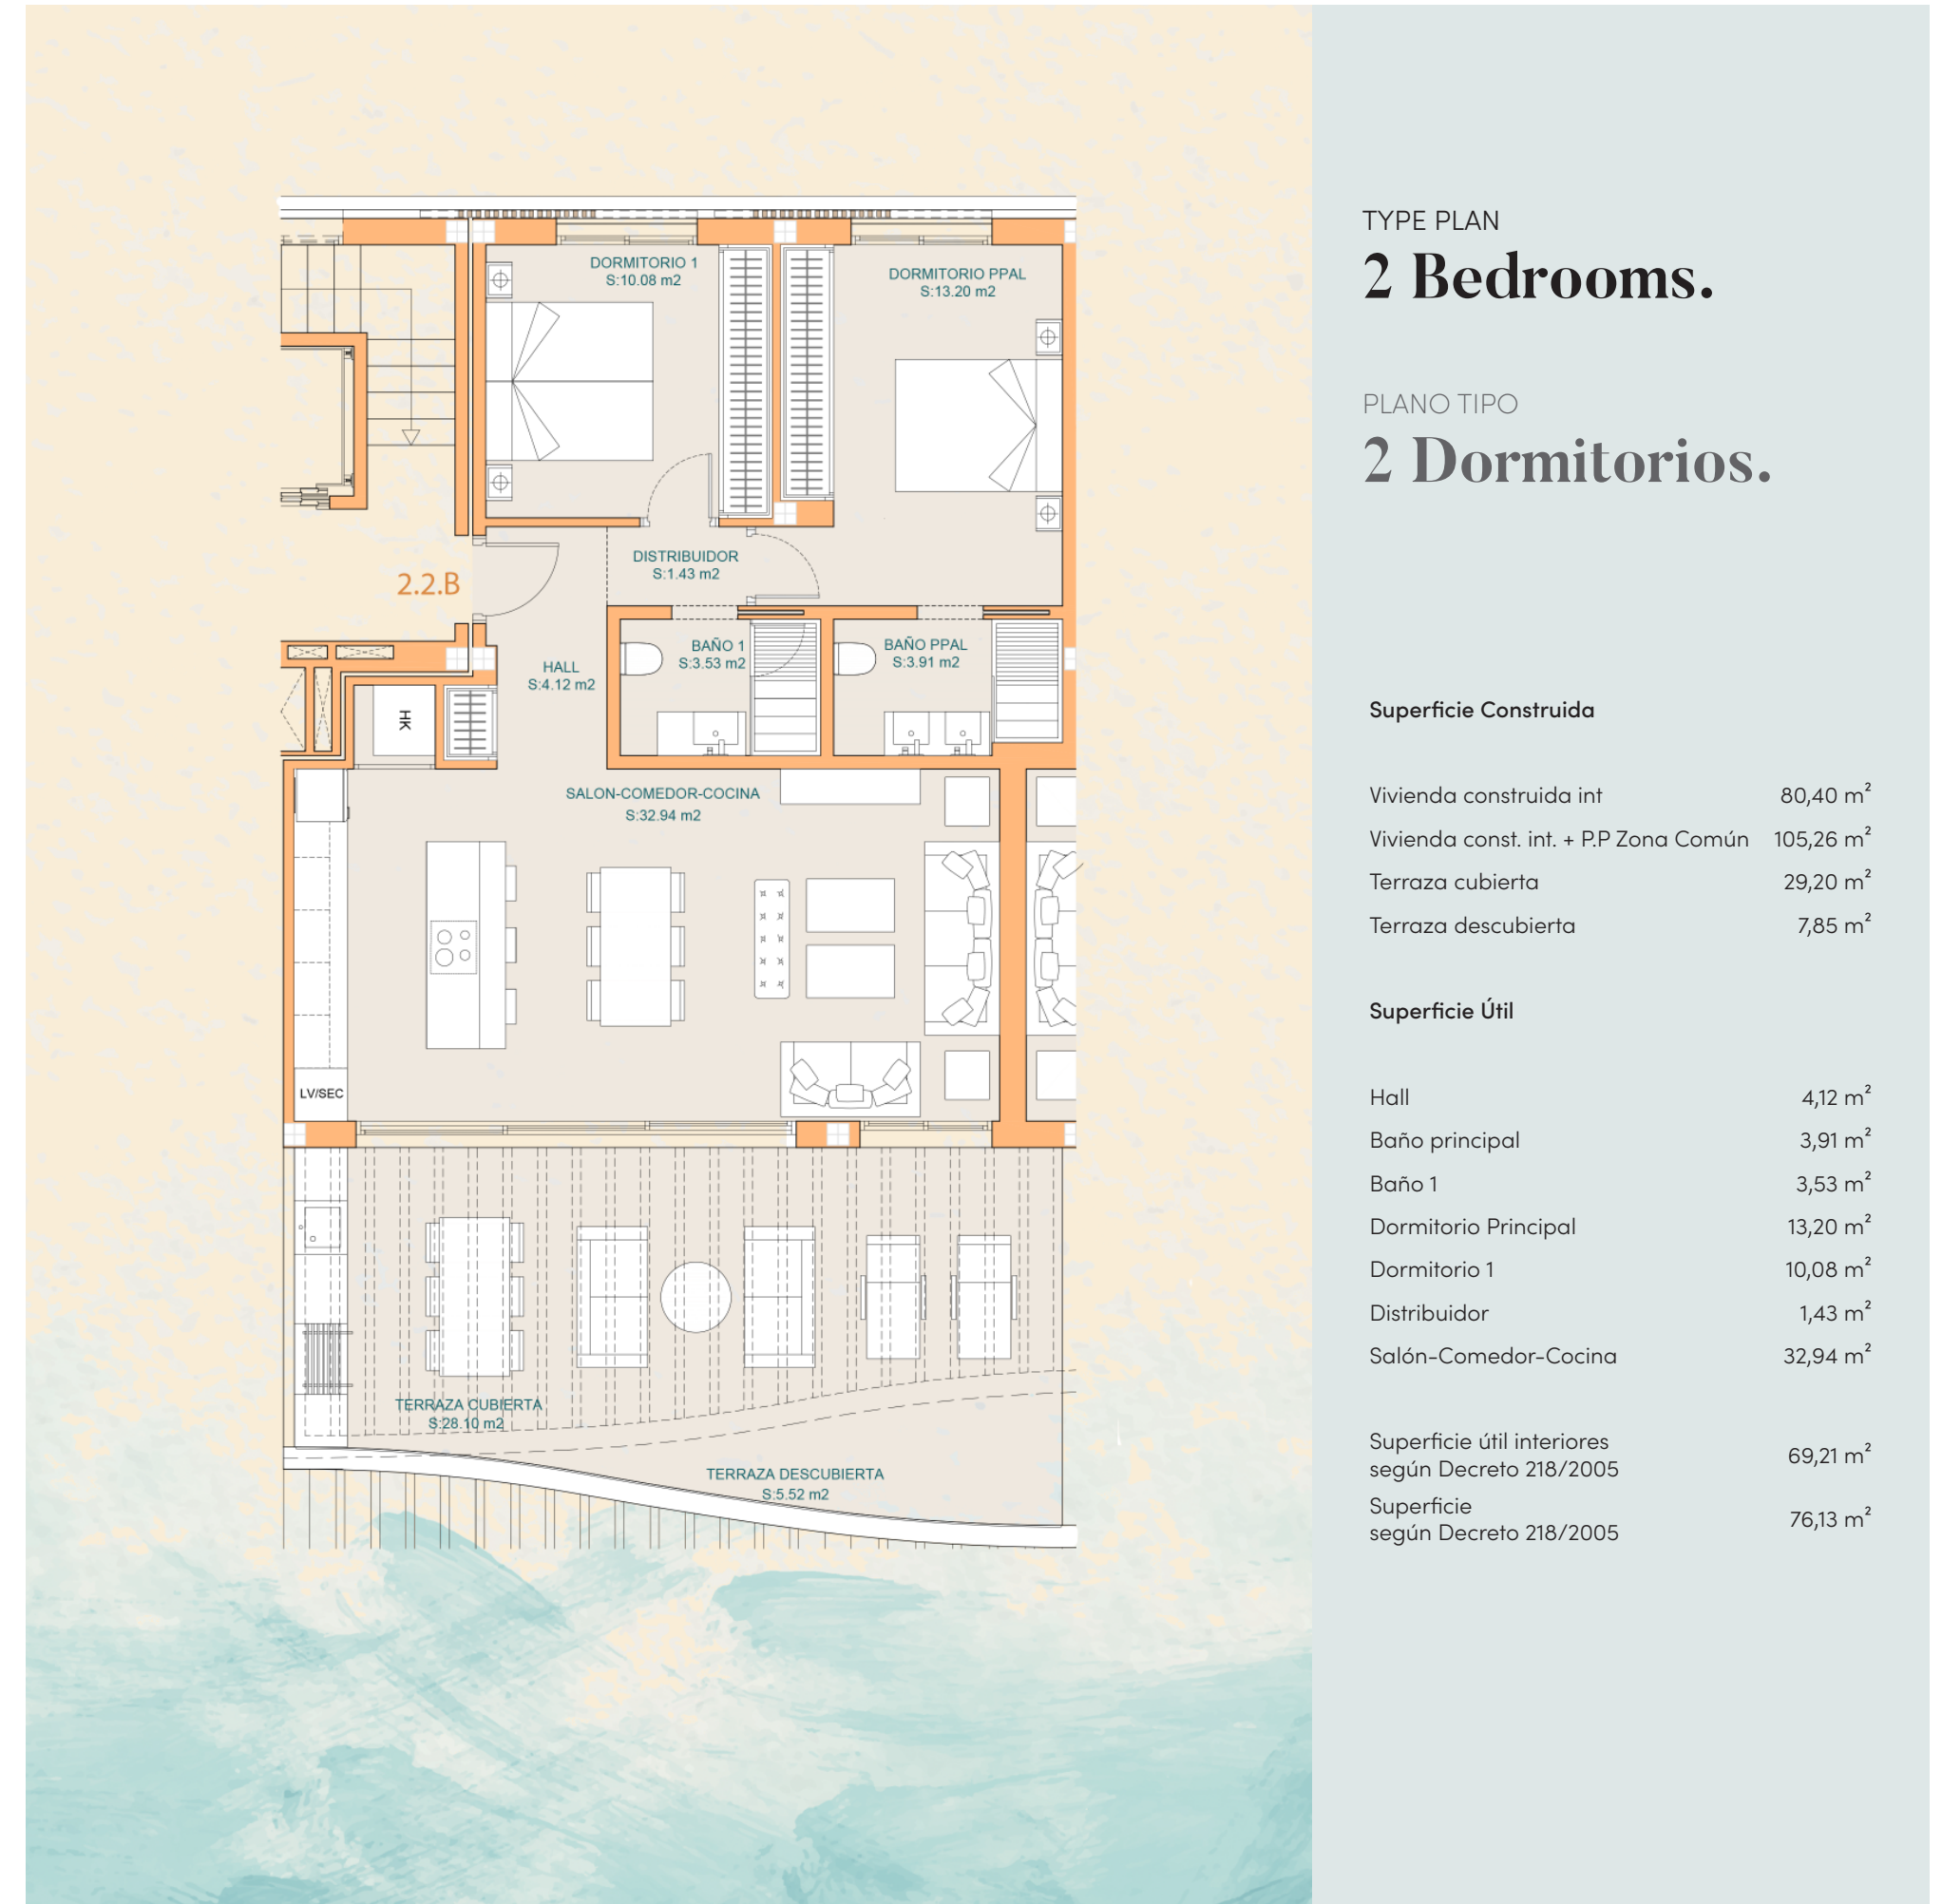 DORMITORIO 1
S:10.08 m2
DORMITORIO PPAL
S:13.20 m2
DISTRIBUIDOR
S:1.43 m2
2.2.B
BAÑO 1
S:3.53 m2
BAÑO PPAL
S:3.91 m2
HALL
S:4.12 m2
HK
SALON-COMEDOR-COCINA
S:32.94 m2
LV/SEC
TERRAZA CUBIERTA
S:28.10 m2
TERRAZA DESCUBIERTA
S:5.52 m2
TYPE PLAN
2 Bedrooms.
PLANO TIPO
2 Dormitorios.
Superficie Construida
Vivienda construida int 80,40 m²
Vivienda const. int. + P.P Zona Común 105,26 m²
Terraza cubierta 29,20 m²
Terraza descubierta 7,85 m²
Superficie Útil
Hall 4,12 m²
Baño principal 3,91 m²
Baño 1 3,53 m²
Dormitorio Principal 13,20 m²
Dormitorio 1 10,08 m²
Distribuidor 1,43 m²
Salón-Comedor-Cocina 32,94 m²
Superficie útil interiores
según Decreto 218/2005 69,21 m²
Superficie
según Decreto 218/2005 76,13 m²